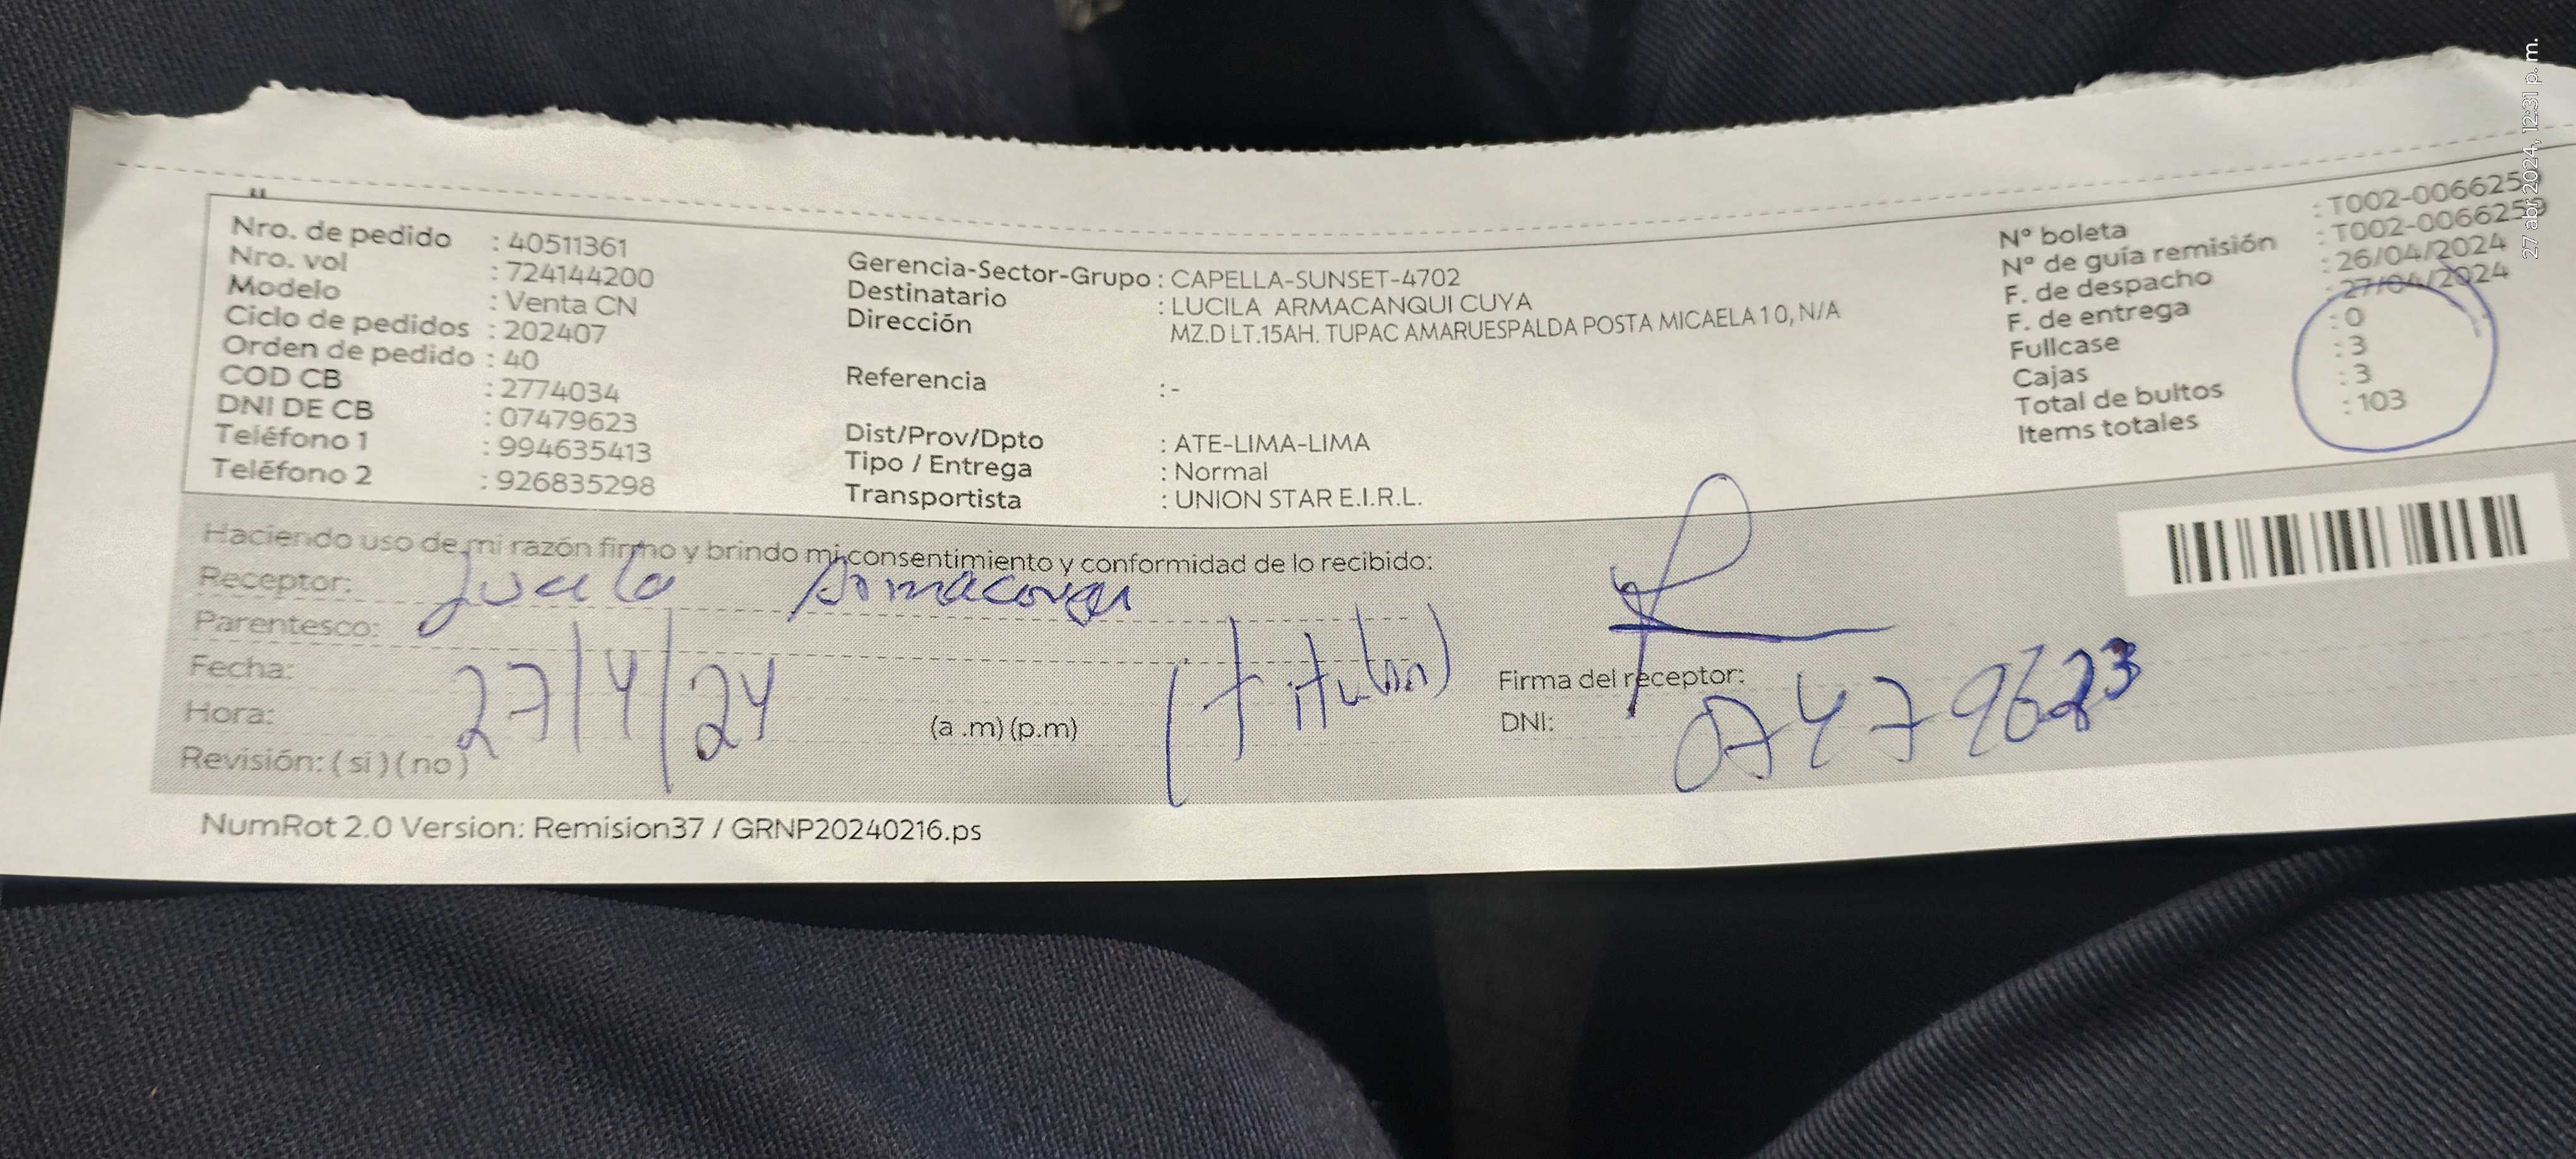 Nro. de pedido : 40511361
Nro. vol : 724144200
Modelo : Venta CN
Ciclo de pedidos : 202407
Orden de pedido : 40
COD CB : 2774034
DNI DE CB : 07479623
Teléfono 1 : 994635413
Teléfono 2 : 926835298
Gerencia-Sector-Grupo : CAPELLA-SUNSET-4702
Destinatario : LUCILA ARMACANQUI CUYA
Dirección MZ.D LT.15AH. TUPAC AMARUESPALDA POSTA MICAELA 1 0, N/A
Referencia : -
Dist/Prov/Dpto : ATE-LIMA-LIMA
Tipo / Entrega : Normal
Transportista : UNION STAR E.I.R.L.
N° boleta : T002-0066259
N° de guía remisión : T002-0066259
F. de despacho : 26/04/2024
F. de entrega : 27/04/2024
Fullcase : 0
Cajas : 3
Total de bultos : 3
Items totales : 103
Haciendo uso de mi razón firmo y brindo mi consentimiento y conformidad de lo recibido:
Receptor: Lucila
Parentesco:
Fecha: 27/4/24 (titular)
Hora: (a .m) (p.m)
Revisión: ( si ) ( no )
Firma del receptor:
DNI: 07479623
NumRot 2.0 Version: Remision37 / GRNP20240216.ps
27 abr. 2024, 12:31 p. m.